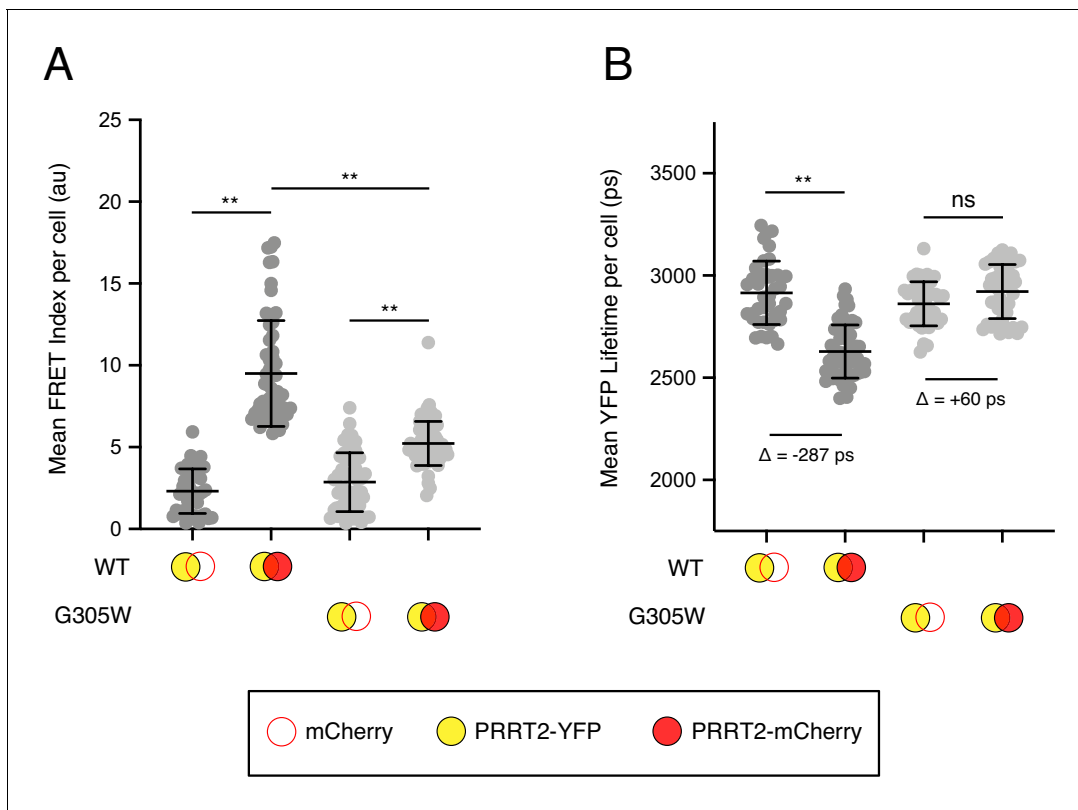 A
B
Mean FRET Index per cell (au)
25
20
15
10
5
0
**
**
**
Mean YFP Lifetime per cell (ps)
3500
3000
2500
2000
**
ns
Δ = -287 ps
Δ = +60 ps
WT
G305W
WT
G305W
mCherry
PRRT2-YFP
PRRT2-mCherry